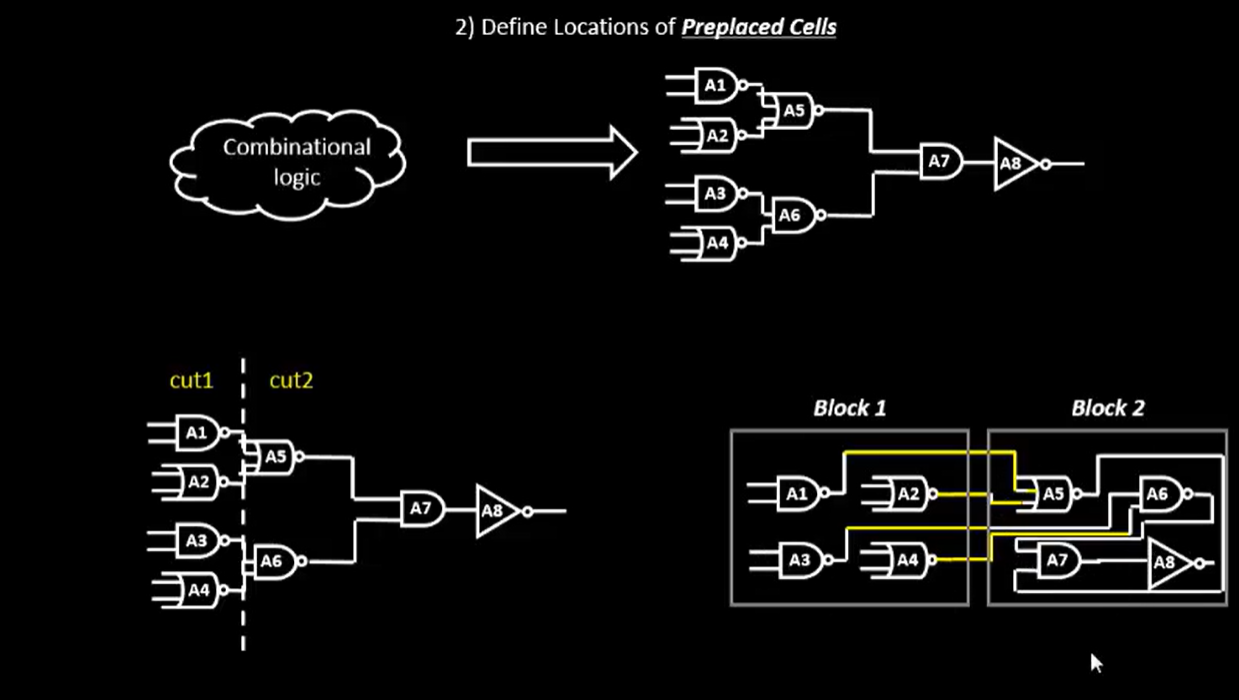 2) Define Locations of Preplaced Cells
Combinational
logic
A1
A2
A3
A4
A5
A6
A7
A8
cut1
cut2
A1
A2
A3
A4
A5
A6
A7
A8
Block 1
Block 2
A1
A2
A3
A4
A5
A6
A7
A8